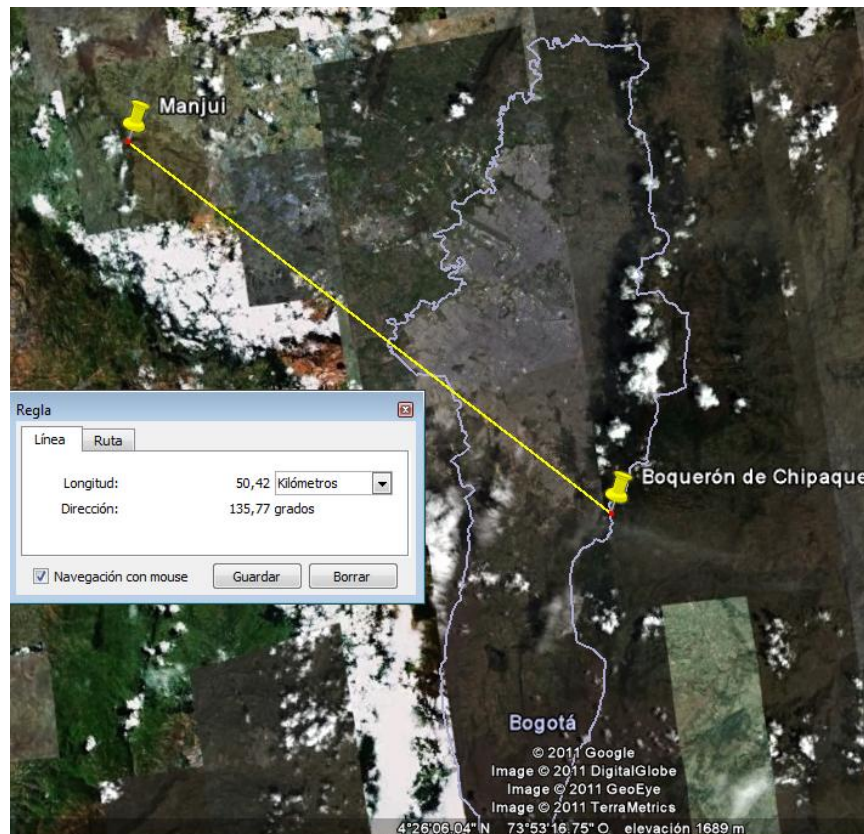 Manjui
Regla
Línea Ruta
Longitud: 50,42 Kilómetros
Dirección: 135,77 grados
Navegación con mouse Guardar Borrar
Boquerón de Chipaque
Bogotá
© 2011 Google
Image © 2011 DigitalGlobe
Image © 2011 GeoEye
Image © 2011 TerraMetrics
4°26'06.04" N 73°53'16.75" O elevación 1689 m